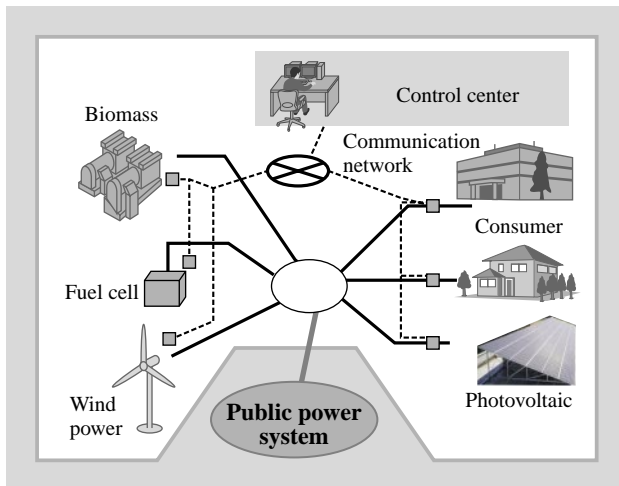 Control center
Biomass
Communication
network
Consumer
Fuel cell
Wind
power
Photovoltaic
Public power
system